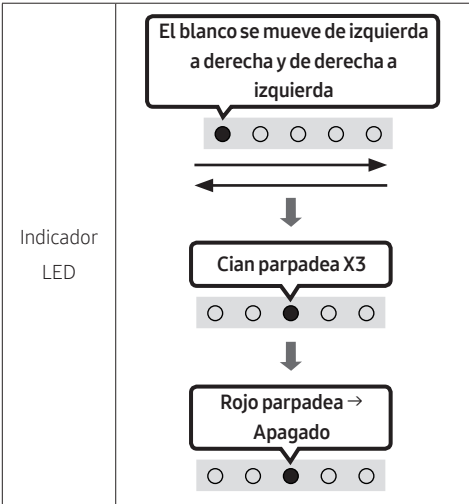 El blanco se mueve de izquierda
a derecha y de derecha a
izquierda
Indicador
LED
Cian parpadea X3
Rojo parpadea →
Apagado